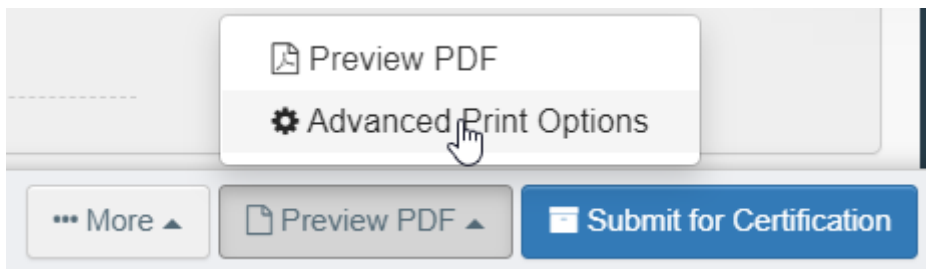 Preview PDF
Advanced Print Options
More Preview PDF Submit for Certification